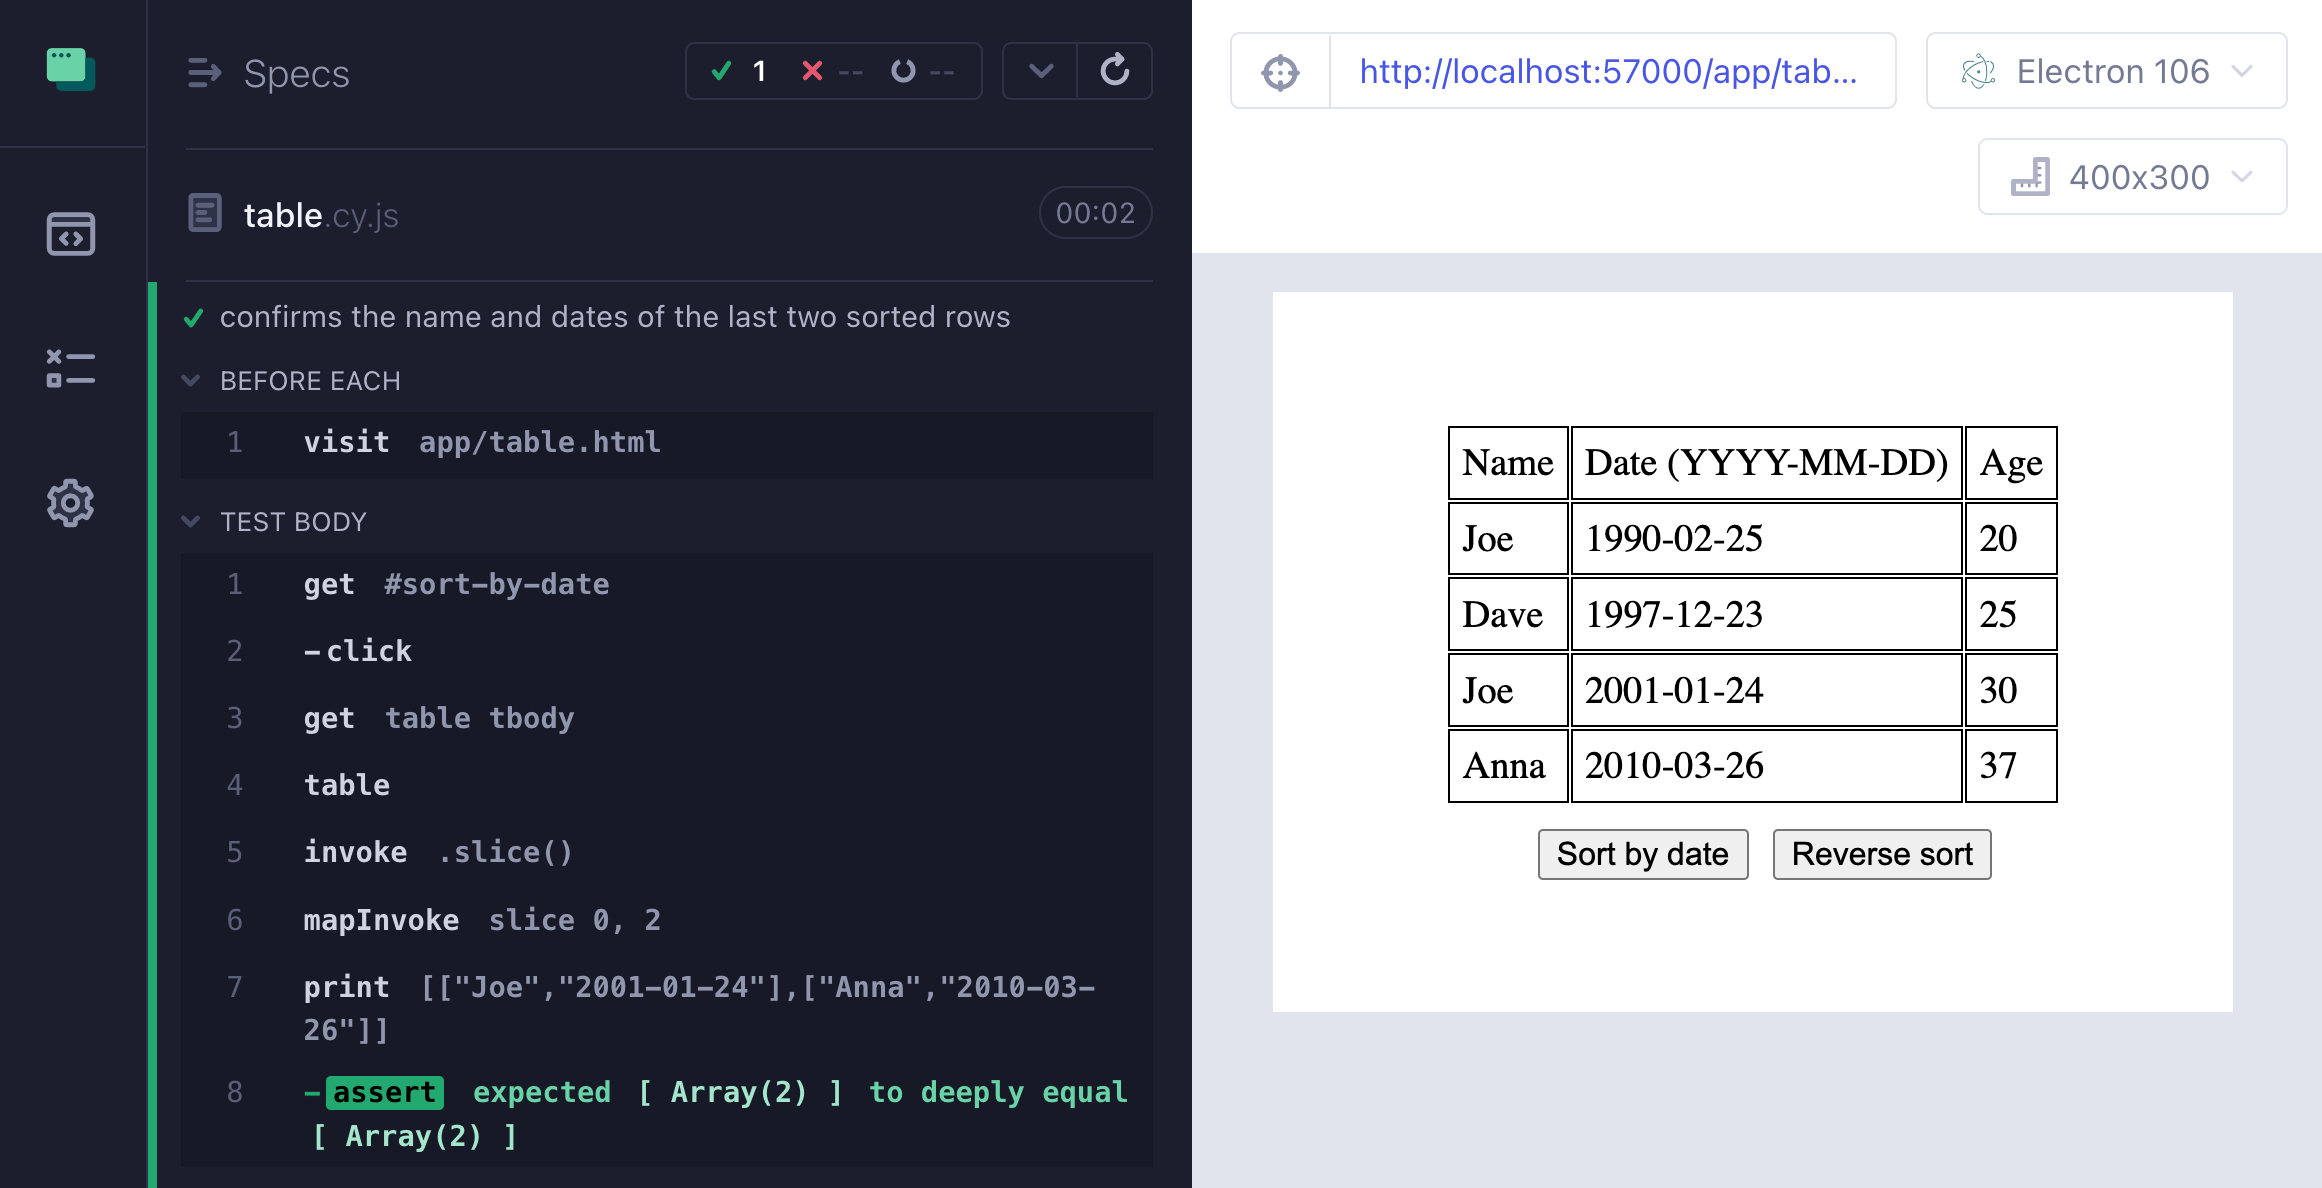 Specs
1 -- --
table.cy.js 00:02
confirms the name and dates of the last two sorted rows
BEFORE EACH
1 visit app/table.html
TEST BODY
1 get #sort-by-date
2 -click
3 get table tbody
4 table
5 invoke .slice()
6 mapInvoke slice 0, 2
7 print [["Joe","2001-01-24"],["Anna","2010-03-
26"]]
8 -assert expected [ Array(2) ] to deeply equal
[ Array(2) ]
http://localhost:57000/app/tab...
Electron 106
400x300
Name Date (YYYY-MM-DD) Age
Joe 1990-02-25 20
Dave 1997-12-23 25
Joe 2001-01-24 30
Anna 2010-03-26 37
Sort by date Reverse sort